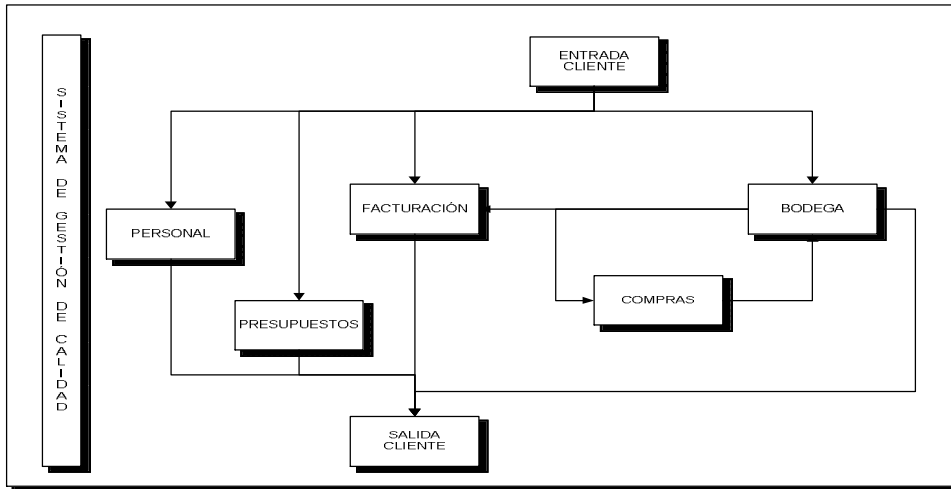 SISTEMA DE GESTIÓN DE CALIDAD
ENTRADA
CLIENTE
FACTURACIÓN
BODEGA
PERSONAL
COMPRAS
PRESUPUESTOS
SALIDA
CLIENTE